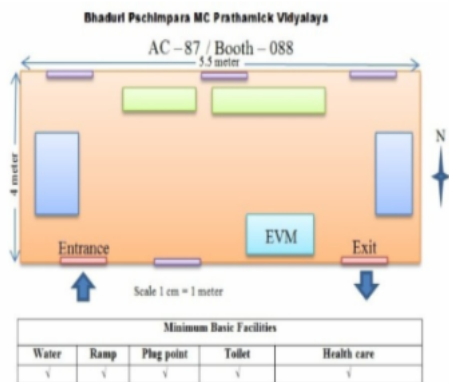 Bhaduri Pschimpara MC Prathamick Vidyalaya
AC – 87 / Booth – 088
5.5 meter
4 meter
N
EVM
Entrance
Exit
Scale 1 cm = 1 meter
Minimum Basic Facilities
Water Ramp Plug point Toilet Health care
√ √ √ √ √